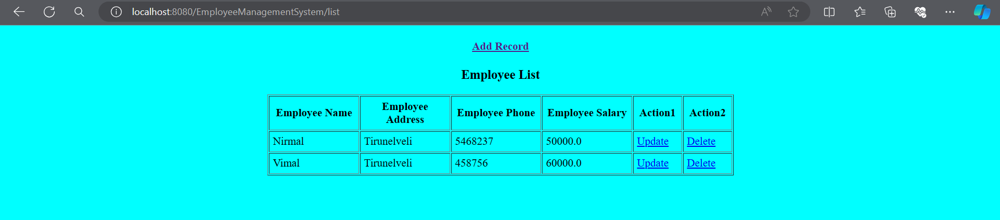 localhost:8080/EmployeeManagementSystem/list
Add Record
Employee List
Employee Name Employee Address Employee Phone Employee Salary Action1 Action2
Nirmal Tirunelveli 5468237 50000.0 Update Delete
Vimal Tirunelveli 458756 60000.0 Update Delete